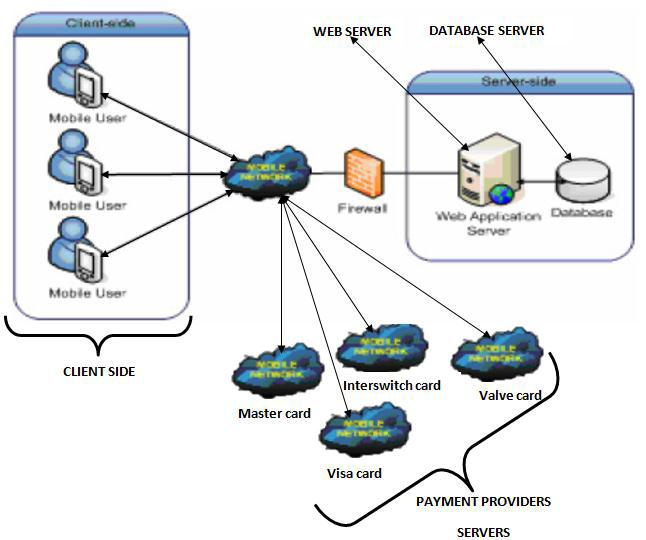 Client-side
WEB SERVER
DATABASE SERVER
Server-side
Mobile User
Mobile User
Mobile User
MOBILE
NETWORK
Firewall
Web Application
Server
Database
CLIENT SIDE
MOBILE
NETWORK
Master card
MOBILE
NETWORK
Interswitch card
MOBILE
NETWORK
Valve card
MOBILE
NETWORK
Visa card
PAYMENT PROVIDERS
SERVERS